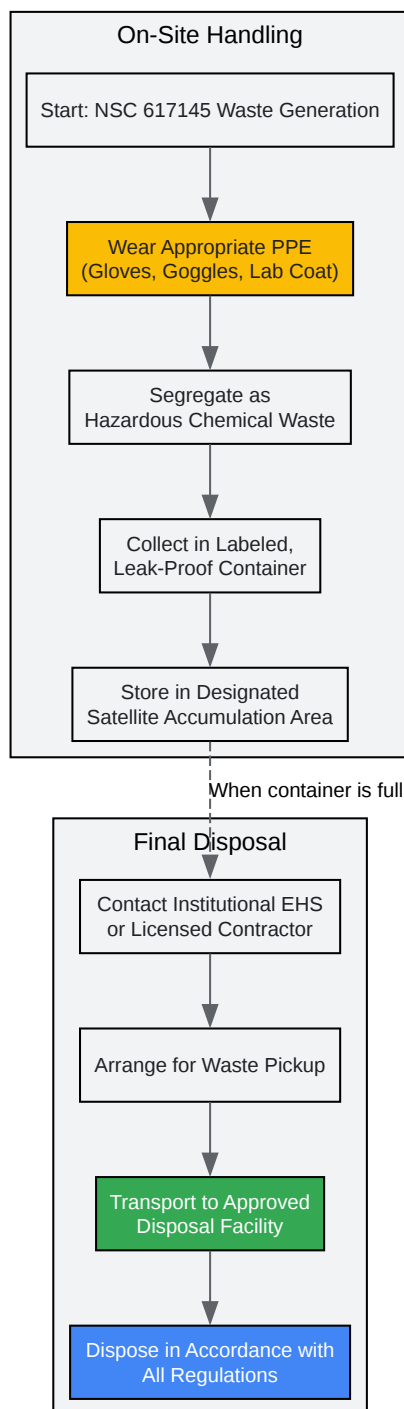 On-Site Handling
Start: NSC 617145 Waste Generation
Wear Appropriate PPE
(Gloves, Goggles, Lab Coat)
Segregate as
Hazardous Chemical Waste
Collect in Labeled,
Leak-Proof Container
Store in Designated
Satellite Accumulation Area
When container is full
Final Disposal
Contact Institutional EHS
or Licensed Contractor
Arrange for Waste Pickup
Transport to Approved
Disposal Facility
Dispose in Accordance with
All Regulations